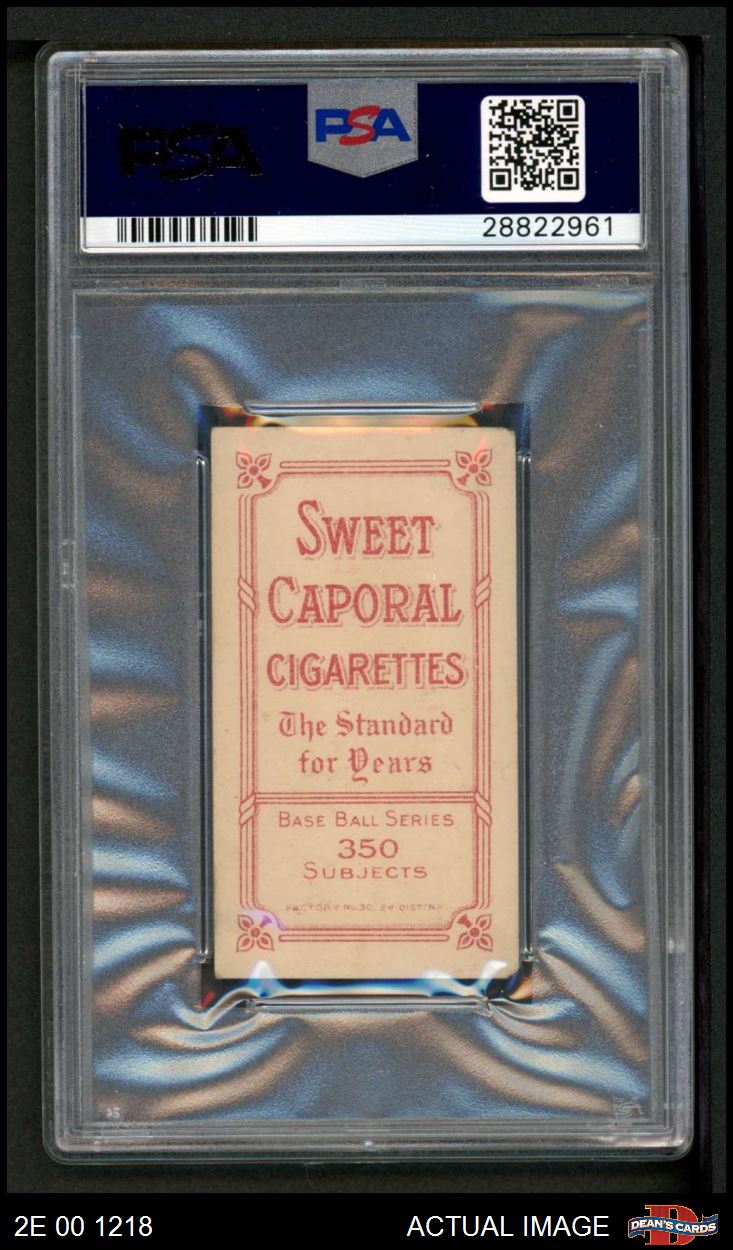 PSA
PSA
28822961
SWEET
CAPORAL
CIGARETTES
The Standard
for Years
BASE BALL SERIES
350
SUBJECTS
FACTORY No. 30, 2d DIST. N.Y.
2E 00 1218
ACTUAL IMAGE
DEAN'S CARDS